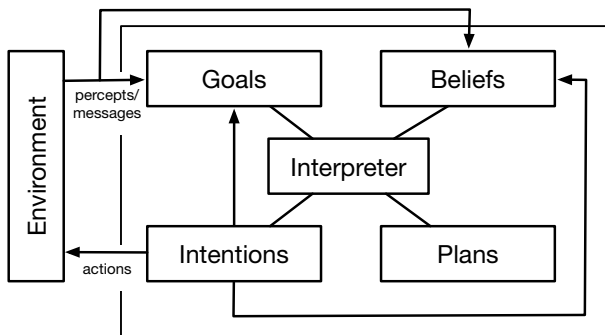 Goals
Beliefs
Environment
percepts/
messages
Interpreter
Intentions
Plans
actions